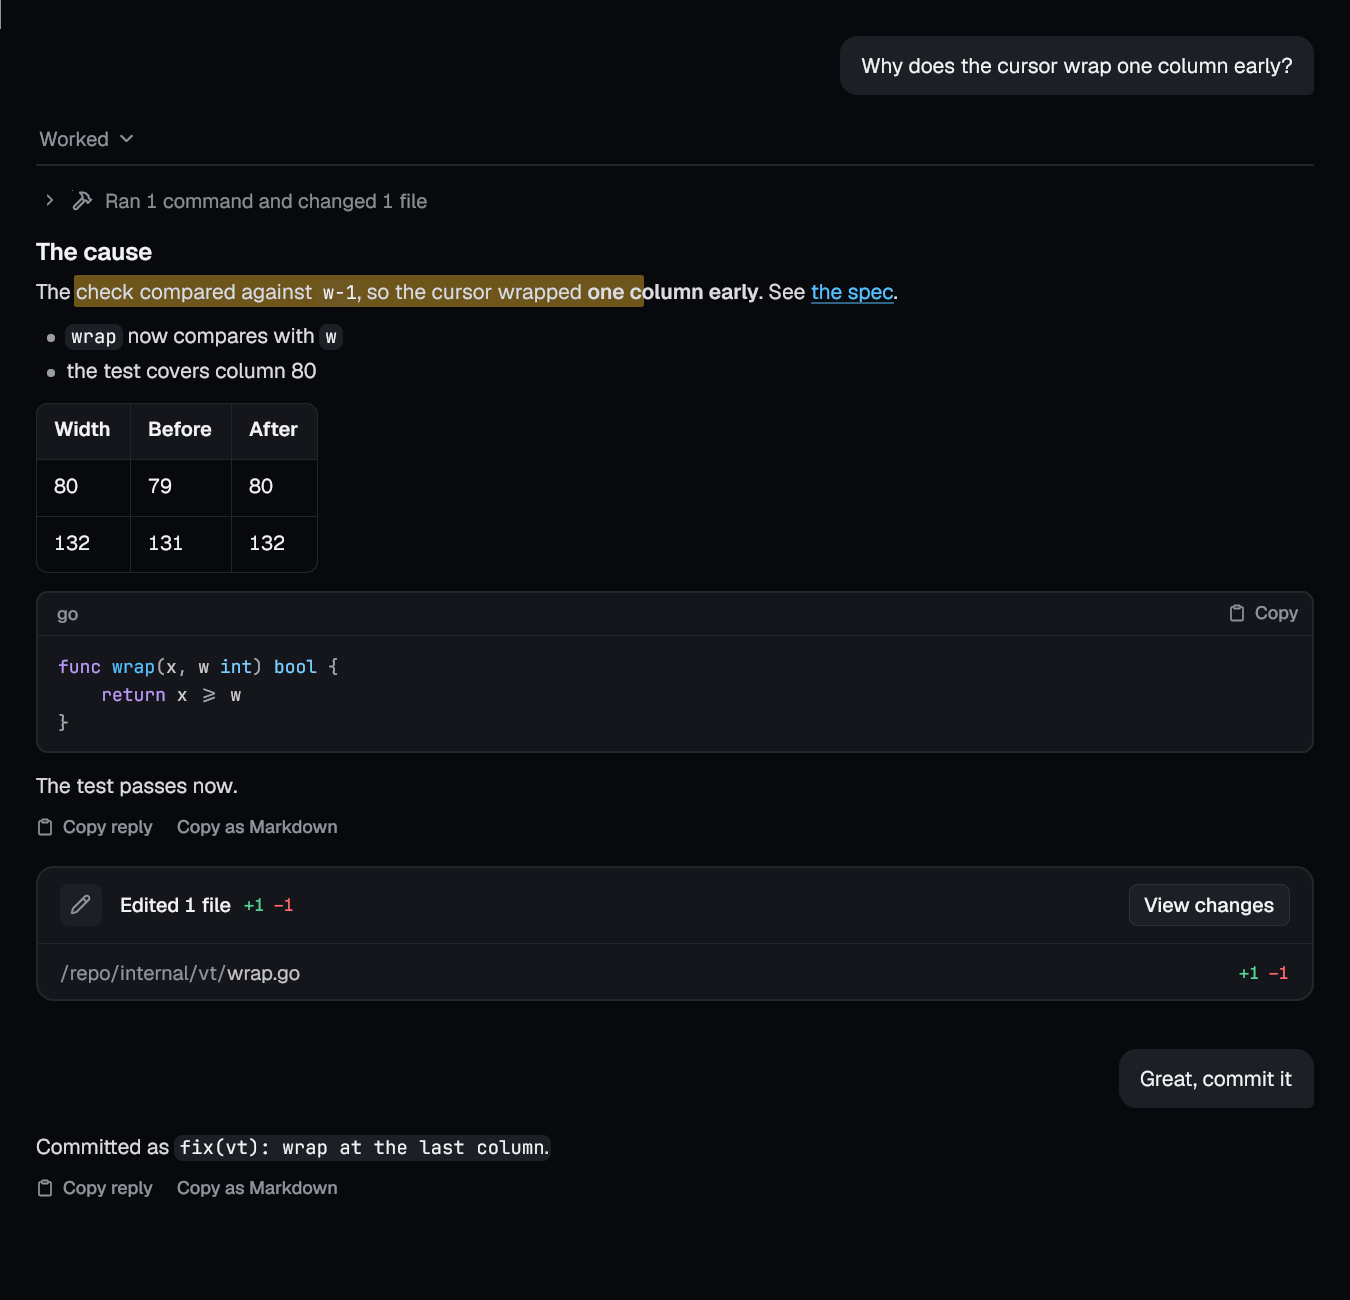 Why does the cursor wrap one column early?
Worked
Ran 1 command and changed 1 file
The cause
The check compared against w-1, so the cursor wrapped one column early. See the spec.
wrap now compares with w
the test covers column 80
Width Before After
80 79 80
132 131 132
go Copy
func wrap(x, w int) bool {
    return x >= w
}
The test passes now.
Copy reply Copy as Markdown
Edited 1 file +1 −1 View changes
/repo/internal/vt/wrap.go +1 −1
Great, commit it
Committed as fix(vt): wrap at the last column.
Copy reply Copy as Markdown